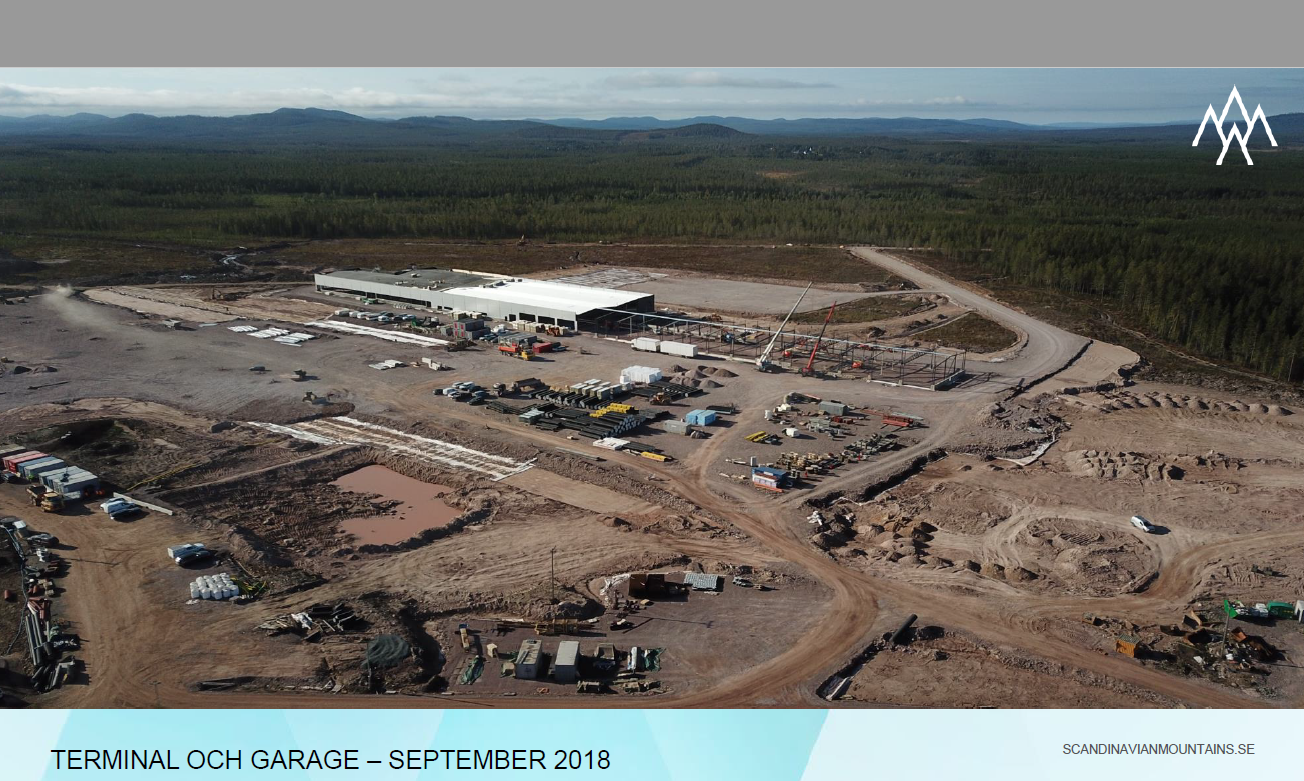 TERMINAL OCH GARAGE – SEPTEMBER 2018
SCANDINAVIANMOUNTAINS.SE